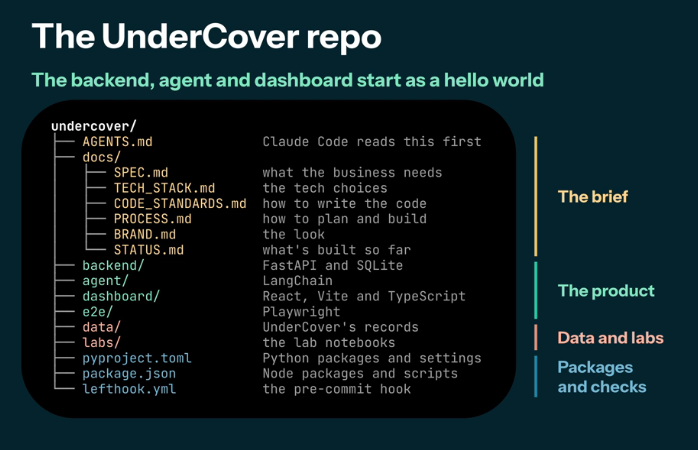 The UnderCover repo
The backend, agent and dashboard start as a hello world
undercover/
AGENTS.md Claude Code reads this first
docs/
SPEC.md what the business needs
TECH_STACK.md the tech choices
CODE_STANDARDS.md how to write the code
PROCESS.md how to plan and build
BRAND.md the look
STATUS.md what's built so far
backend/ FastAPI and SQLite
agent/ LangChain
dashboard/ React, Vite and TypeScript
e2e/ Playwright
data/ UnderCover's records
labs/ the lab notebooks
pyproject.toml Python packages and settings
package.json Node packages and scripts
lefthook.yml the pre-commit hook
The brief
The product
Data and labs
Packages
and checks